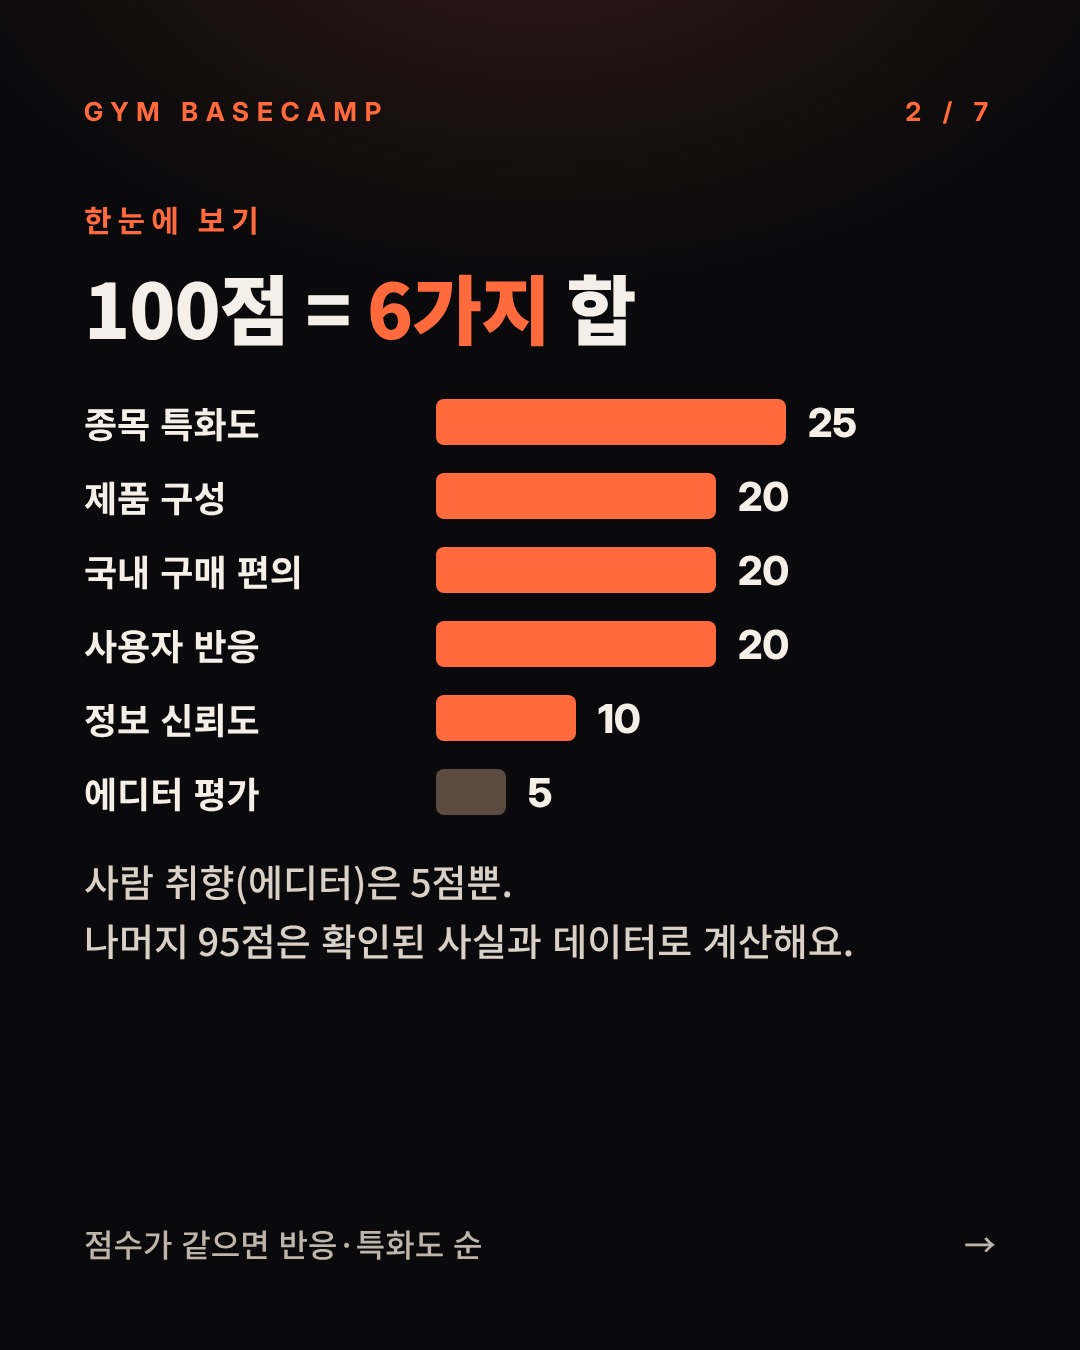 GYM BASECAMP
2 / 7
한눈에 보기
100점 = 6가지 합
종목 특화도 25
제품 구성 20
국내 구매 편의 20
사용자 반응 20
정보 신뢰도 10
에디터 평가 5
사람 취향(에디터)은 5점뿐.
나머지 95점은 확인된 사실과 데이터로 계산해요.
점수가 같으면 반응·특화도 순 →